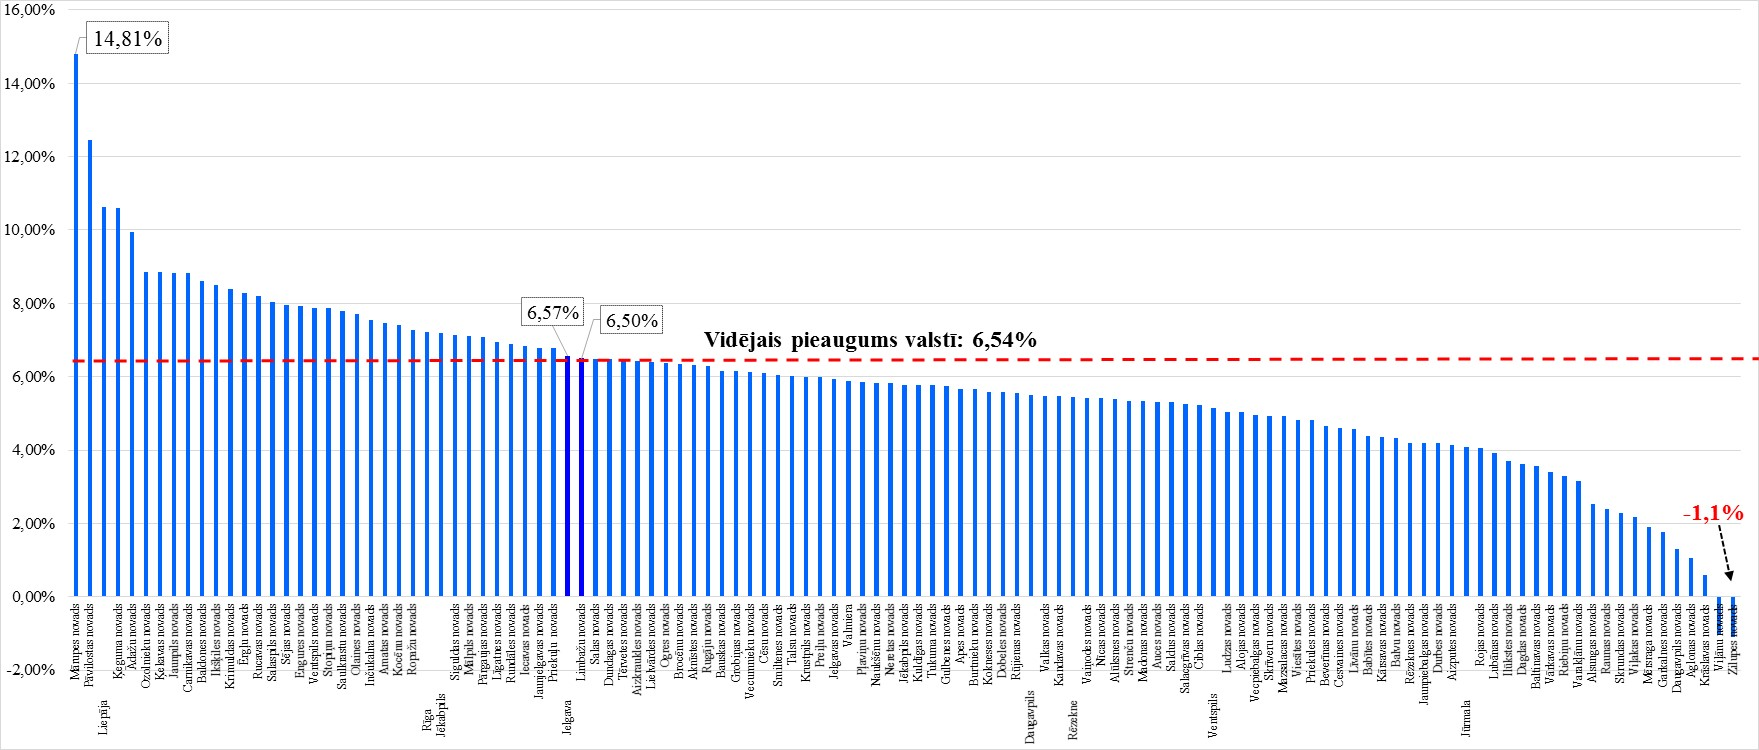 16,00%
14,00%
12,00%
10,00%
8,00%
6,00%
4,00%
2,00%
0,00%
-2,00%
14,81%
6,57%
6,50%
Vidējais pieaugums valstī: 6,54%
-1,1%
Mārupes novads
Pāvilostas novads
Liepāja
Ķeguma novads
Ādažu novads
Ozolnieku novads
Ķekavas novads
Jaunpils novads
Carnikavas novads
Baldones novads
Ikšķiles novads
Krimuldas novads
Ērgļu novads
Rucavas novads
Salaspils novads
Sējas novads
Engures novads
Ventspils novads
Stopiņu novads
Saulkrastu novads
Olaines novads
Inčukalna novads
Amatas novads
Kocēnu novads
Ropažu novads
Rīga
Jēkabpils
Siguldas novads
Mālpils novads
Pārgaujas novads
Līgatnes novads
Rundāles novads
Iecavas novads
Jaunjelgavas novads
Priekuļu novads
Jelgava
Limbažu novads
Salas novads
Dundagas novads
Tērvetes novads
Aizkraukles novads
Lielvārdes novads
Ogres novads
Brocēnu novads
Aknīstes novads
Rugāju novads
Bauskas novads
Grobiņas novads
Vecumnieku novads
Cēsu novads
Smiltenes novads
Talsu novads
Krustpils novads
Preiļu novads
Jelgavas novads
Valmiera
Pļaviņu novads
Naukšēnu novads
Neretas novads
Jēkabpils novads
Kuldīgas novads
Tukuma novads
Gulbenes novads
Apes novads
Burtnieku novads
Kokneses novads
Dobeles novads
Rūjienas novads
Daugavpils
Valkas novads
Kandavas novads
Rēzekne
Vaiņodes novads
Nīcas novads
Alūksnes novads
Strenču novads
Madonas novads
Auces novads
Saldus novads
Salacgrīvas novads
Ciblas novads
Ventspils
Ludzas novads
Alojas novads
Vecpiebalgas novads
Skrīveru novads
Mazsalacas novads
Viesītes novads
Priekules novads
Beverīnas novads
Cesvaines novads
Līvānu novads
Babītes novads
Kārsavas novads
Balvu novads
Rēzeknes novads
Jaunpiebalgas novads
Durbes novads
Aizputes novads
Jūrmala
Rojas novads
Lubānas novads
Ilūkstes novads
Dagdas novads
Baltinavas novads
Vārkavas novads
Riebiņu novads
Varakļānu novads
Alsungas novads
Raunas novads
Skrundas novads
Viļakas novads
Mērsraga novads
Garkalnes novads
Daugavpils novads
Aglonas novads
Krāslavas novads
Viļānu novads
Zilupes novads